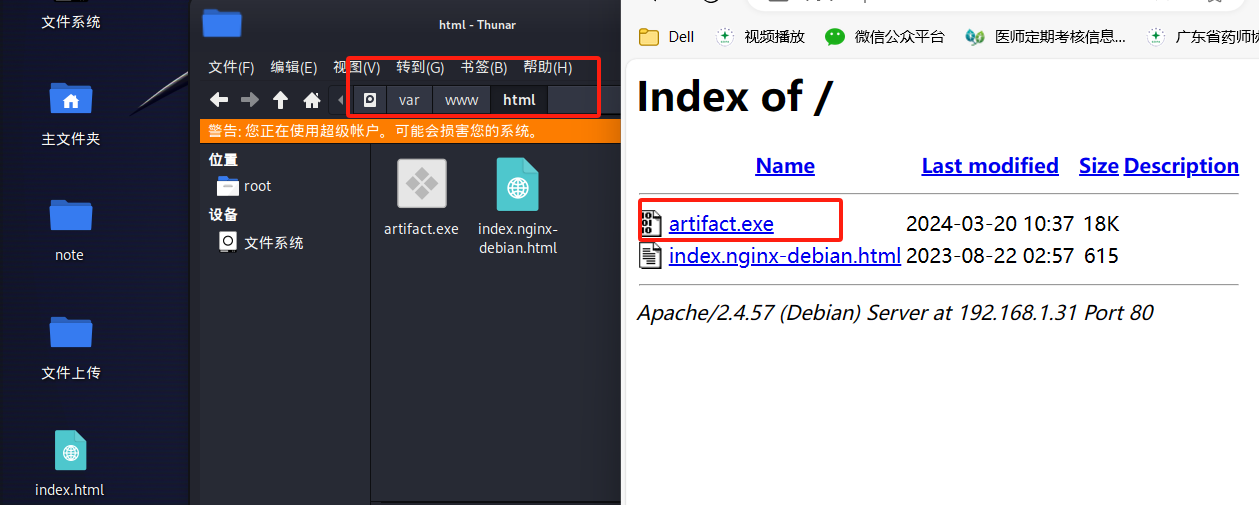 文件系统
主文件夹
note
文件上传
index.html
html - Thunar
文件(F) 编辑(E) 视图(V) 转到(G) 书签(B) 帮助(H)
var www html
警告: 您正在使用超级帐户。可能会损害您的系统。
位置
root
设备
文件系统
artifact.exe
index.nginx-
debian.html
Dell 视频播放 微信公众平台 医师定期考核信息... 广东省药师协
Index of /
Name Last modified Size Description
artifact.exe 2024-03-20 10:37 18K
index.nginx-debian.html 2023-08-22 02:57 615
Apache/2.4.57 (Debian) Server at 192.168.1.31 Port 80